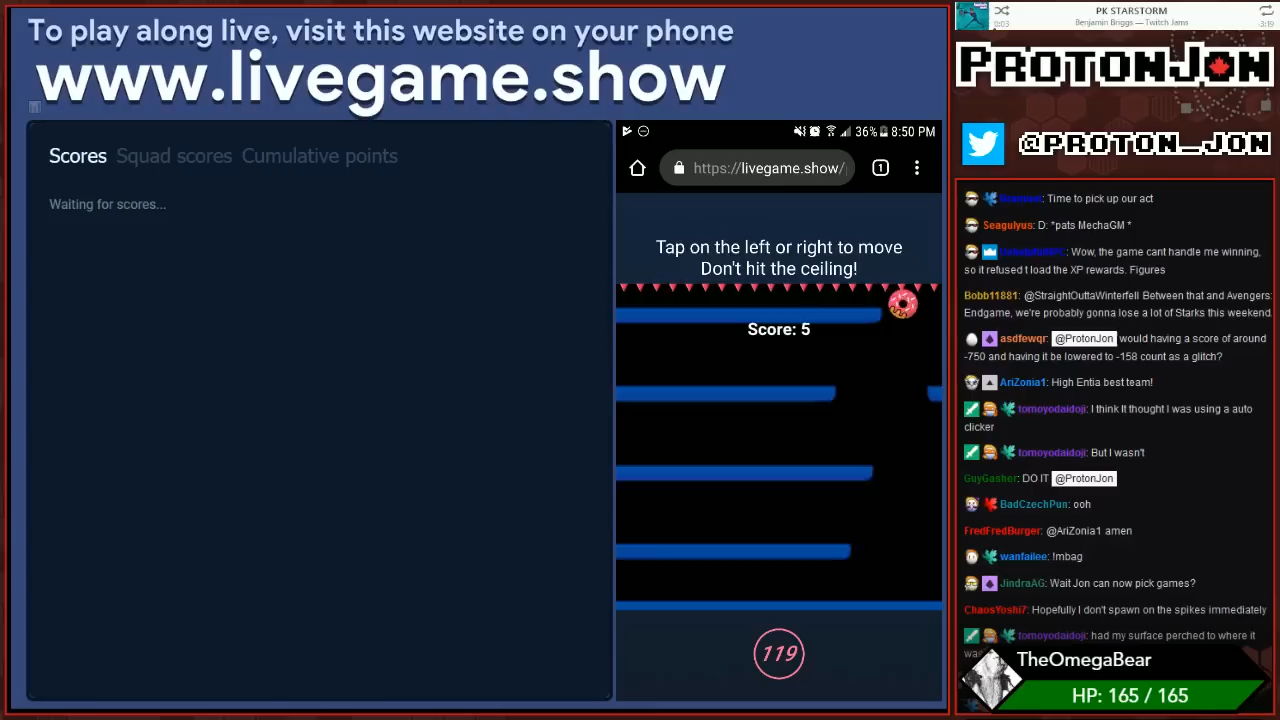 To play along live, visit this website on your phone
www.livegame.show
Scores Squad scores Cumulative points
Waiting for scores...
36% 8:50 PM
https://livegame.show/
1
Tap on the left or right to move
Don't hit the ceiling!
Score: 5
119
PK STARSTORM
Benjamin Briggs — Twitch Jams
0:03
-3:19
PROTONJON
@PROTON_JON
: Time to pick up our act
Seagulyus: D: *pats MechaGM *
: Wow, the game cant handle me winning,
so it refused t load the XP rewards. Figures
Bobb11881: @StraightOuttaWinterfell Between that and Avengers:
Endgame, we're probably gonna lose a lot of Starks this weekend.
asdfewqr: @ProtonJon would having a score of around
-750 and having it be lowered to -158 count as a glitch?
AriZonia1: High Entia best team!
tomoyodaidoji: I think It thought I was using a auto
clicker
tomoyodaidoji: But I wasn't
GuyGasher: DO IT @ProtonJon
BadCzechPun: ooh
FredFredBurger: @AriZonia1 amen
wanfailee: !mbag
JindraAG: Wait Jon can now pick games?
ChaosYoshi7: Hopefully I don't spawn on the spikes immediately
tomoyodaidoji: had my surface perched to where it
TheOmegaBear
HP: 165 / 165